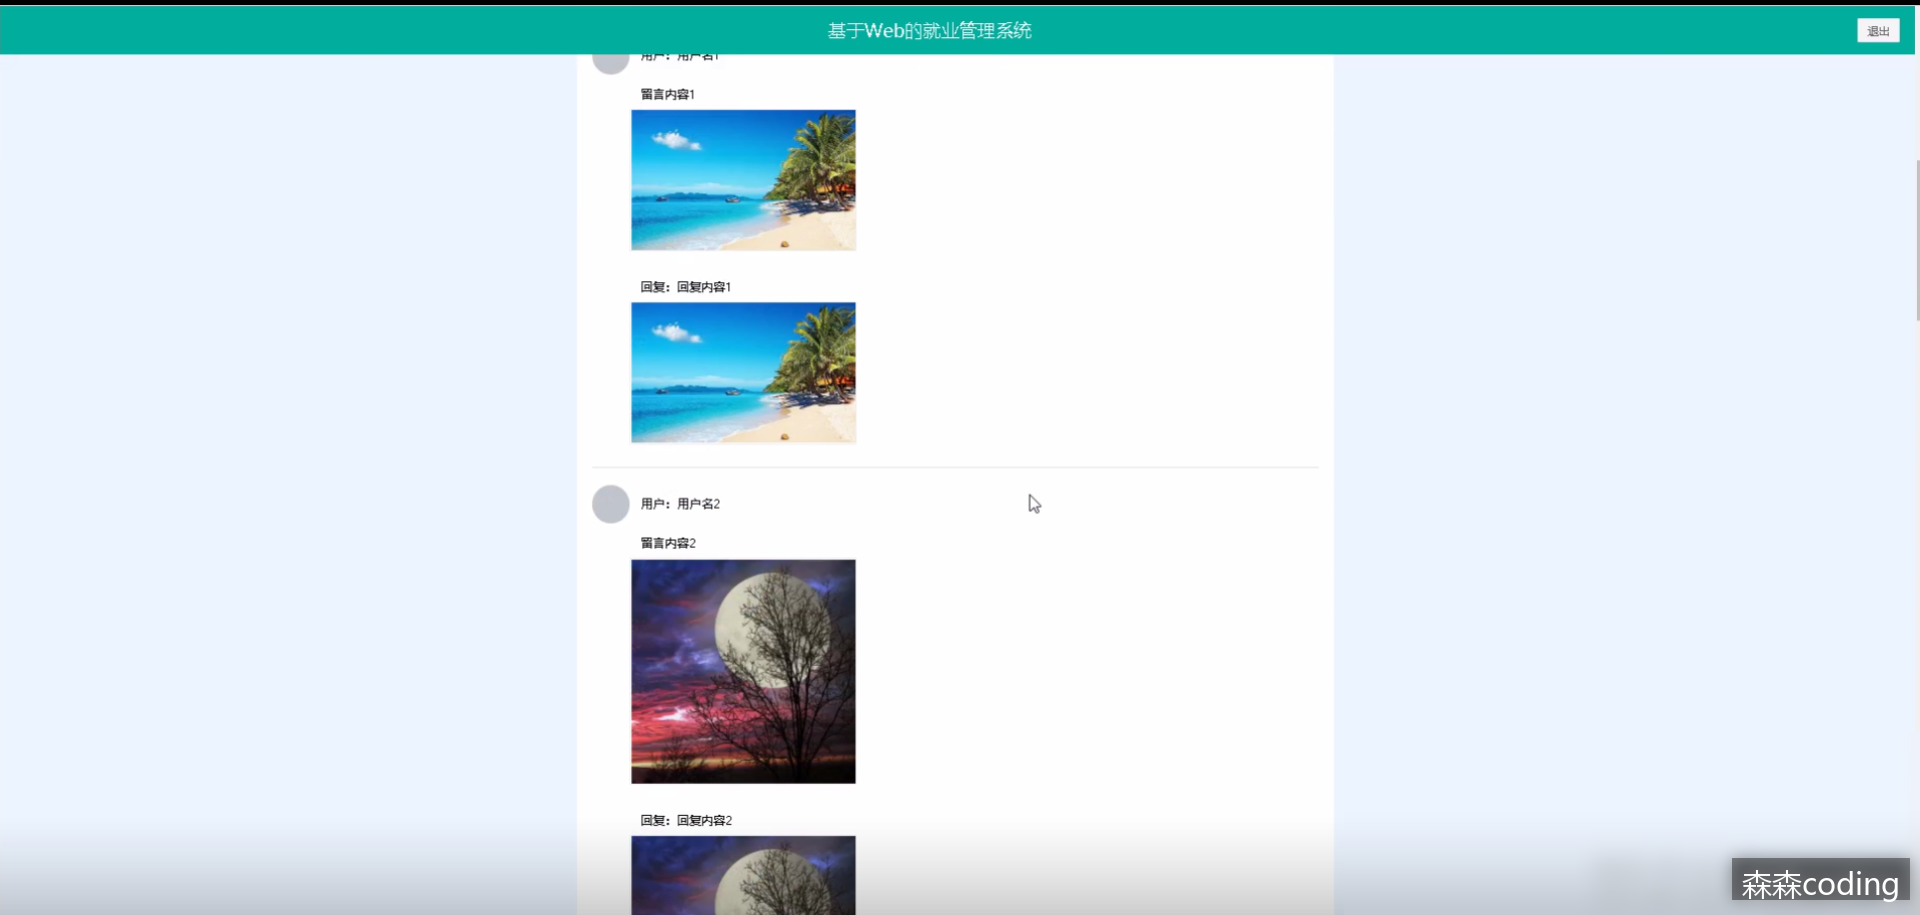 基于Web的就业管理系统
退出
用户：用户名1
留言内容1
回复：回复内容1
用户：用户名2
留言内容2
回复：回复内容2
森森coding